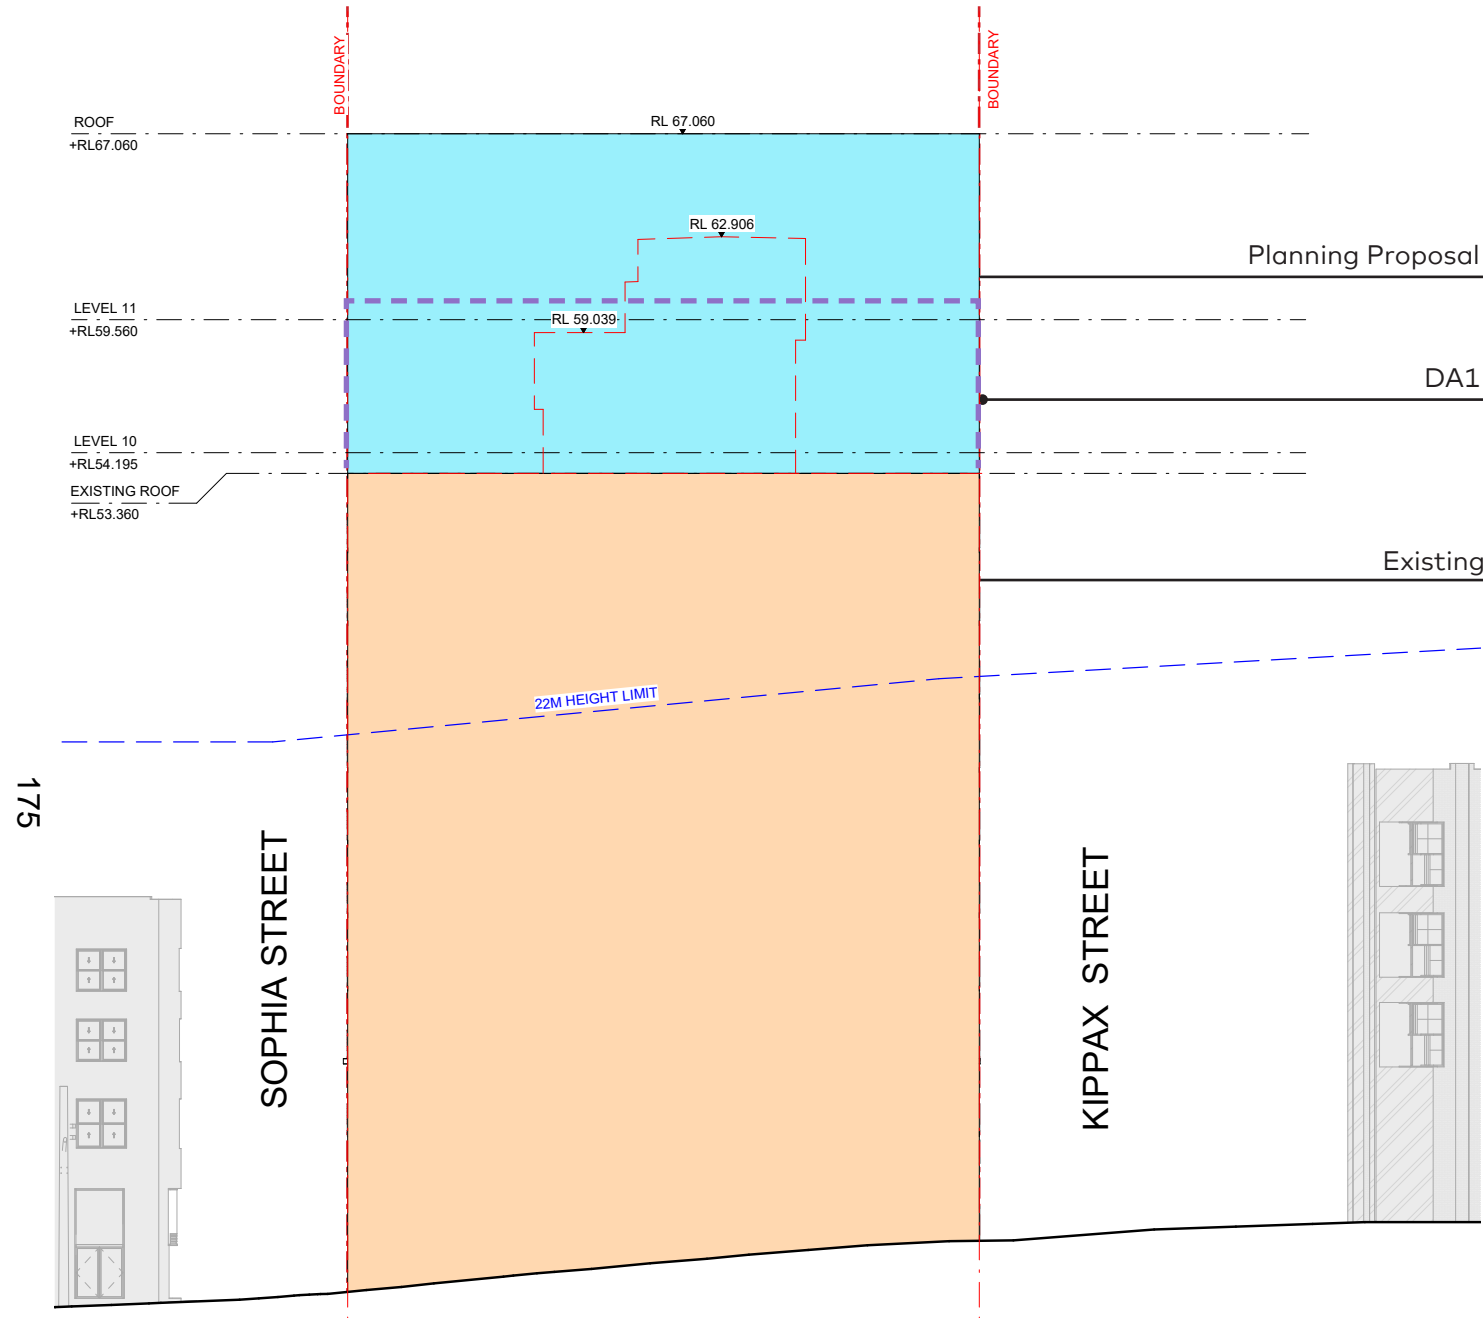 BOUNDARY
BOUNDARY
ROOF
+RL67.060
RL 67.060
RL 62.906
Planning Proposal
LEVEL 11
+RL59.560
RL 59.039
DA1
LEVEL 10
+RL54.195
EXISTING ROOF
+RL53.360
Existing
22M HEIGHT LIMIT
175
SOPHIA STREET
KIPPAX STREET